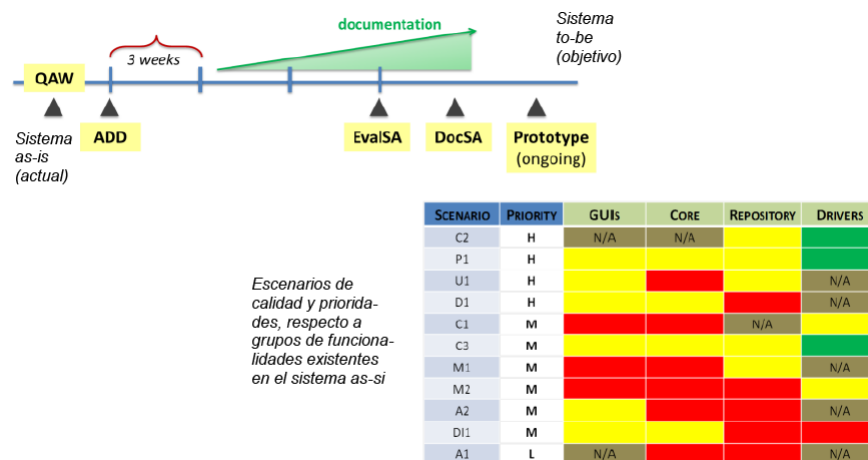 documentation
Sistema
to-be
(objetivo)
3 weeks
QAW
Sistema
as-is
(actual)
ADD
EvalSA
DocSA
Prototype
(ongoing)
Escenarios de
calidad y priorida-
des, respecto a
grupos de funciona-
lidades existentes
en el sistema as-si
SCENARIO PRIORITY GUIS CORE REPOSITORY DRIVERS
C2 H N/A N/A
P1 H
U1 H N/A
D1 H N/A
C1 M N/A
C3 M
M1 M N/A
M2 M
A2 M N/A
DI1 M
A1 L N/A N/A